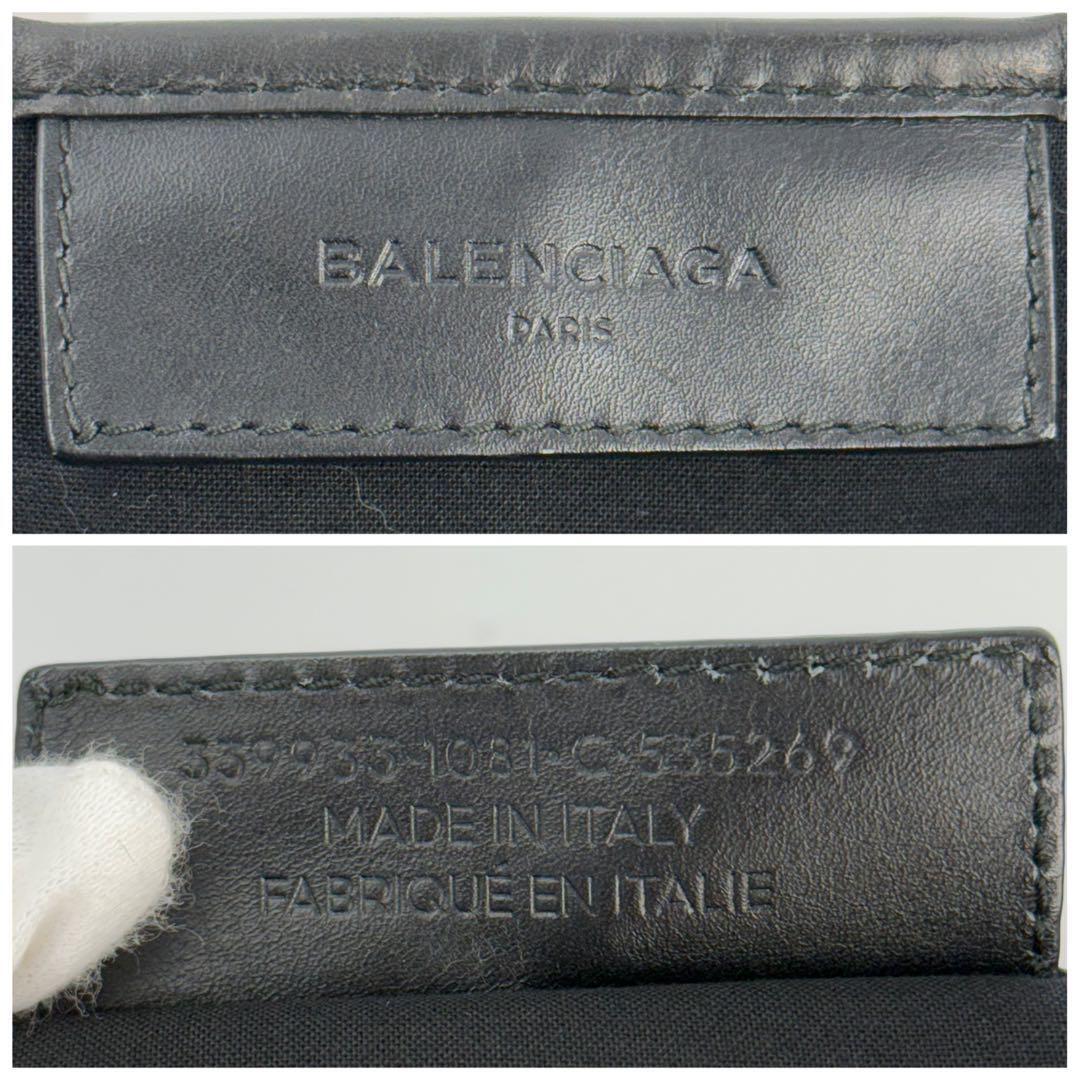 BALENCIAGA
PARIS
339933·1081·C·535269
MADE IN ITALY
FABRIQUÉ EN ITALIE